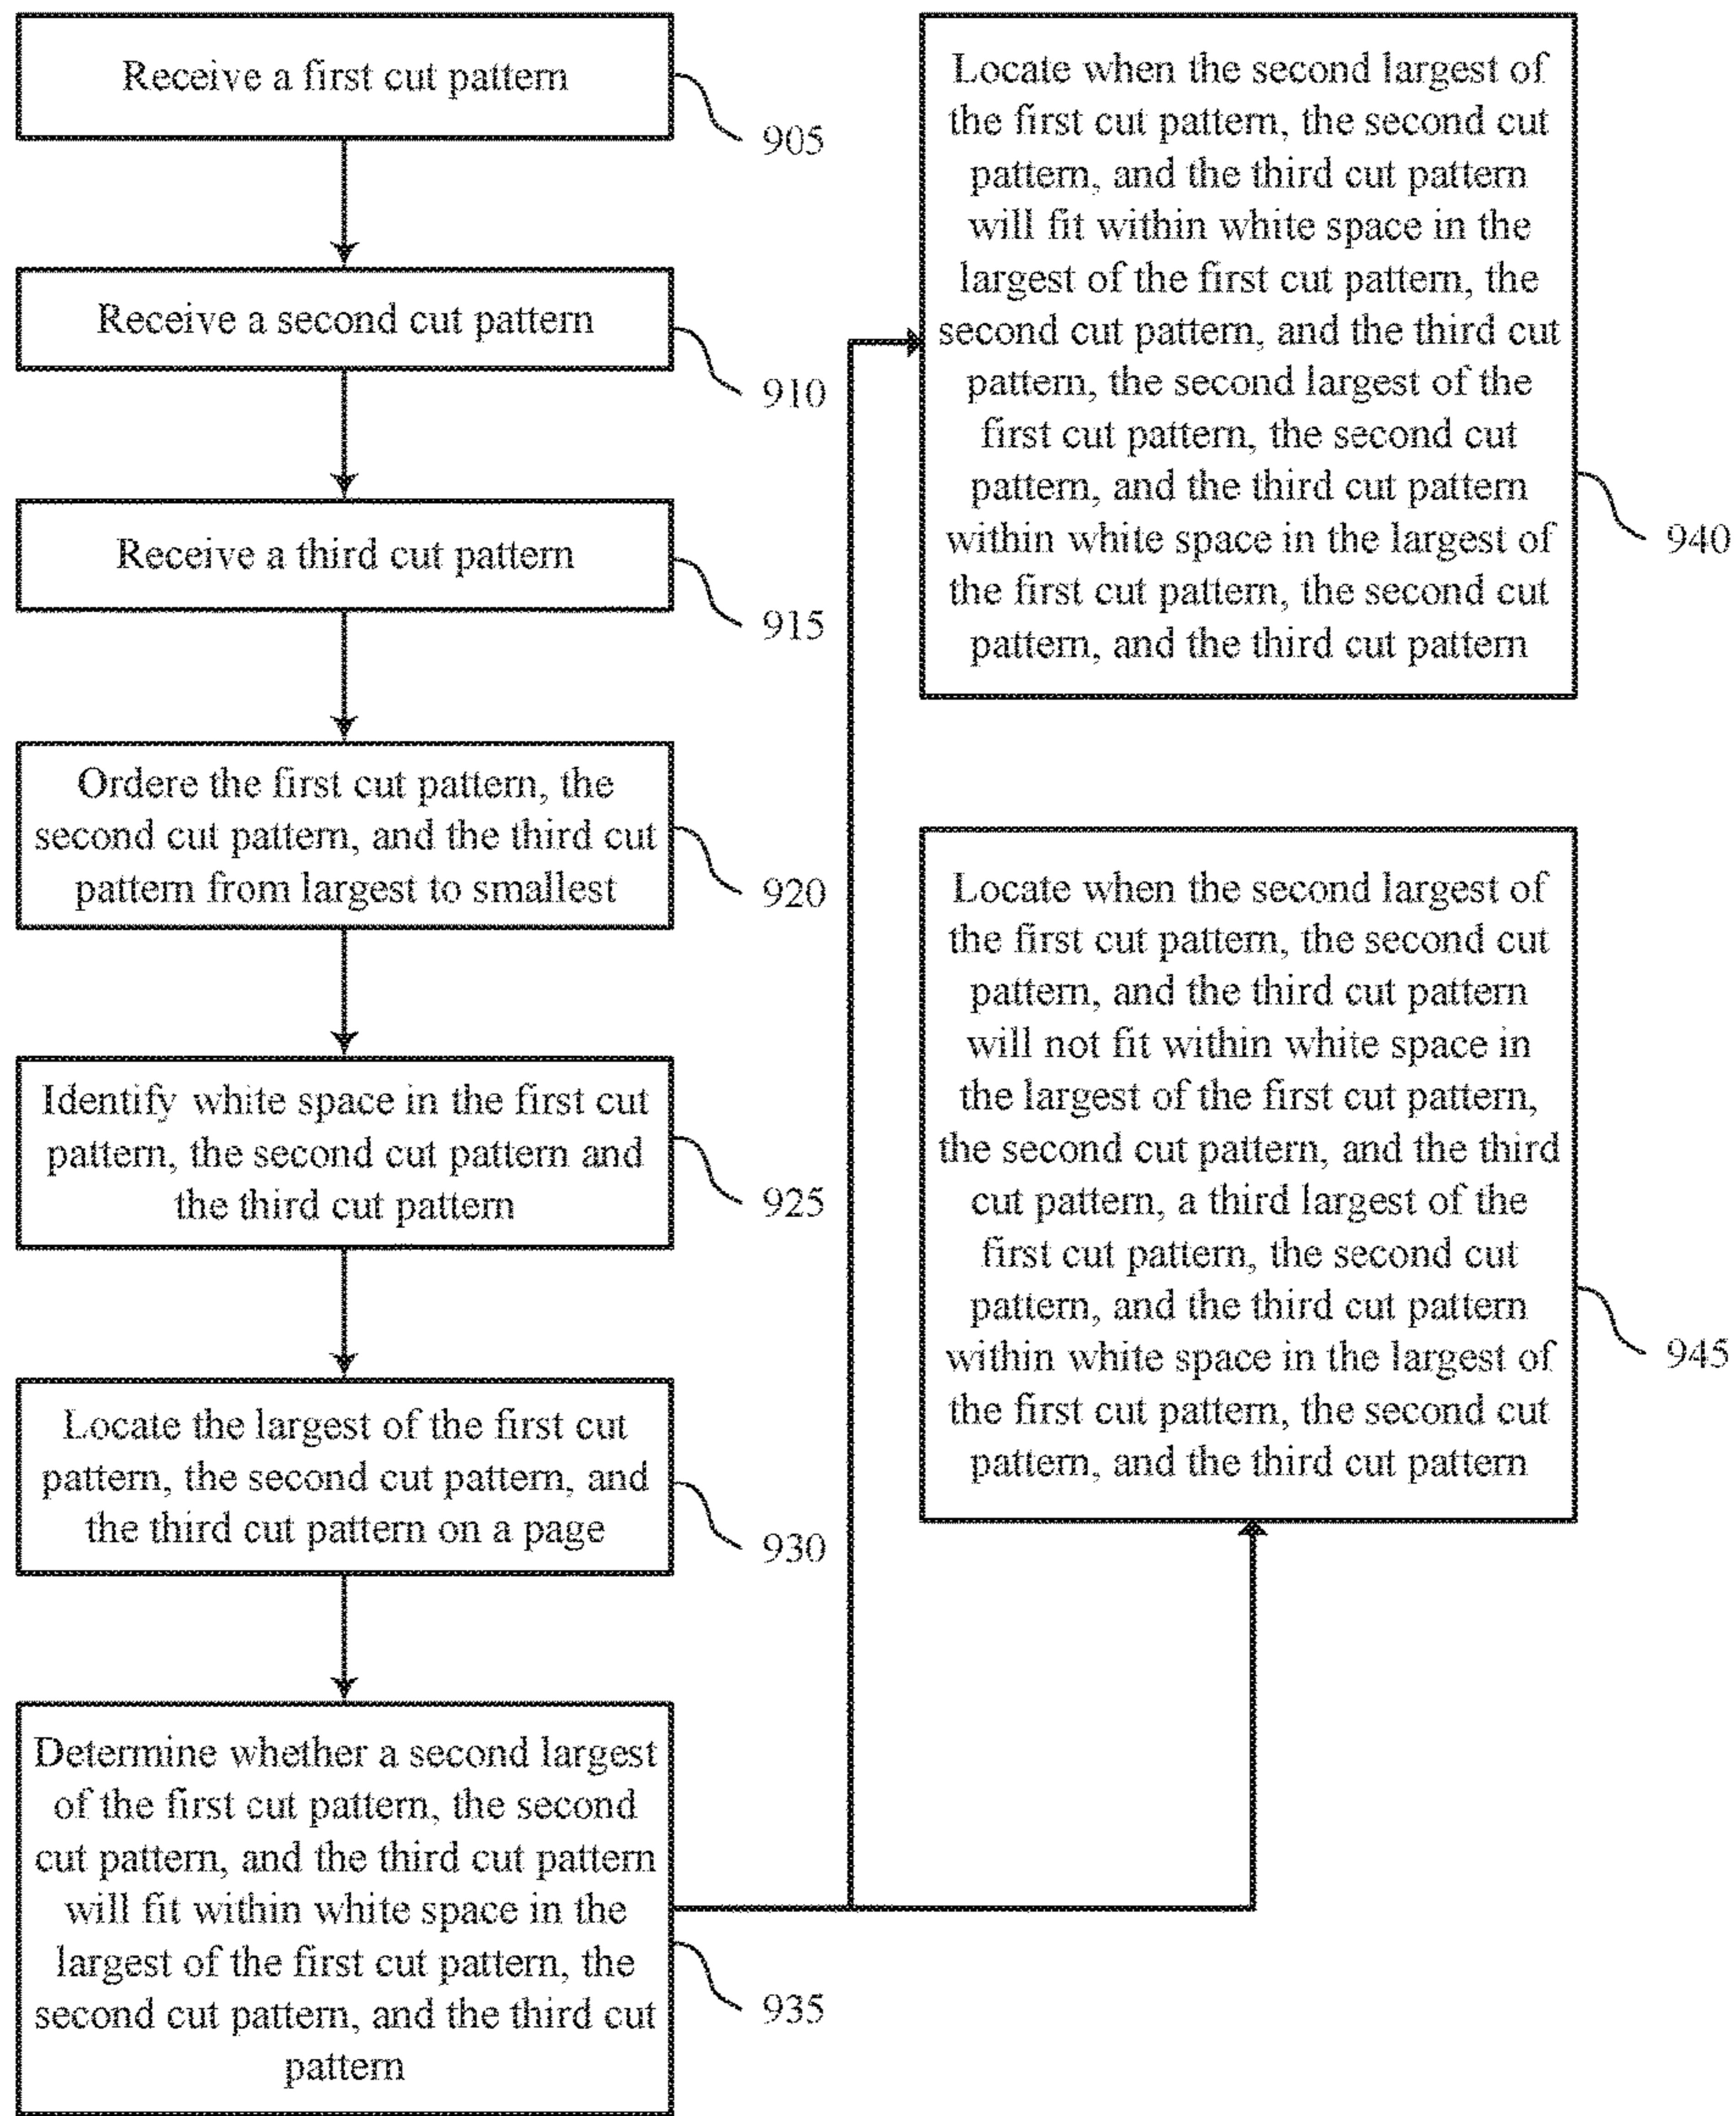 Receive a first cut pattern
905
Receive a second cut pattern
910
Receive a third cut pattern
915
Ordere the first cut pattern, the
second cut pattern, and the third cut
pattern from largest to smallest
920
Identify white space in the first cut
pattern, the second cut pattern and
the third cut pattern
925
Locate the largest of the first cut
pattern, the second cut pattern, and
the third cut pattern on a page
930
Determine whether a second largest
of the first cut pattern, the second
cut pattern, and the third cut pattern
will fit within white space in the
largest of the first cut pattern, the
second cut pattern, and the third cut
pattern
935
Locate when the second largest of
the first cut pattern, the second cut
pattern, and the third cut pattern
will fit within white space in the
largest of the first cut pattern, the
second cut pattern, and the third cut
pattern, the second largest of the
first cut pattern, the second cut
pattern, and the third cut pattern
within white space in the largest of
the first cut pattern, the second cut
pattern, and the third cut pattern
940
Locate when the second largest of
the first cut pattern, the second cut
pattern, and the third cut pattern
will not fit within white space in
the largest of the first cut pattern,
the second cut pattern, and the third
cut pattern, a third largest of the
first cut pattern, the second cut
pattern, and the third cut pattern
within white space in the largest of
the first cut pattern, the second cut
pattern, and the third cut pattern
945